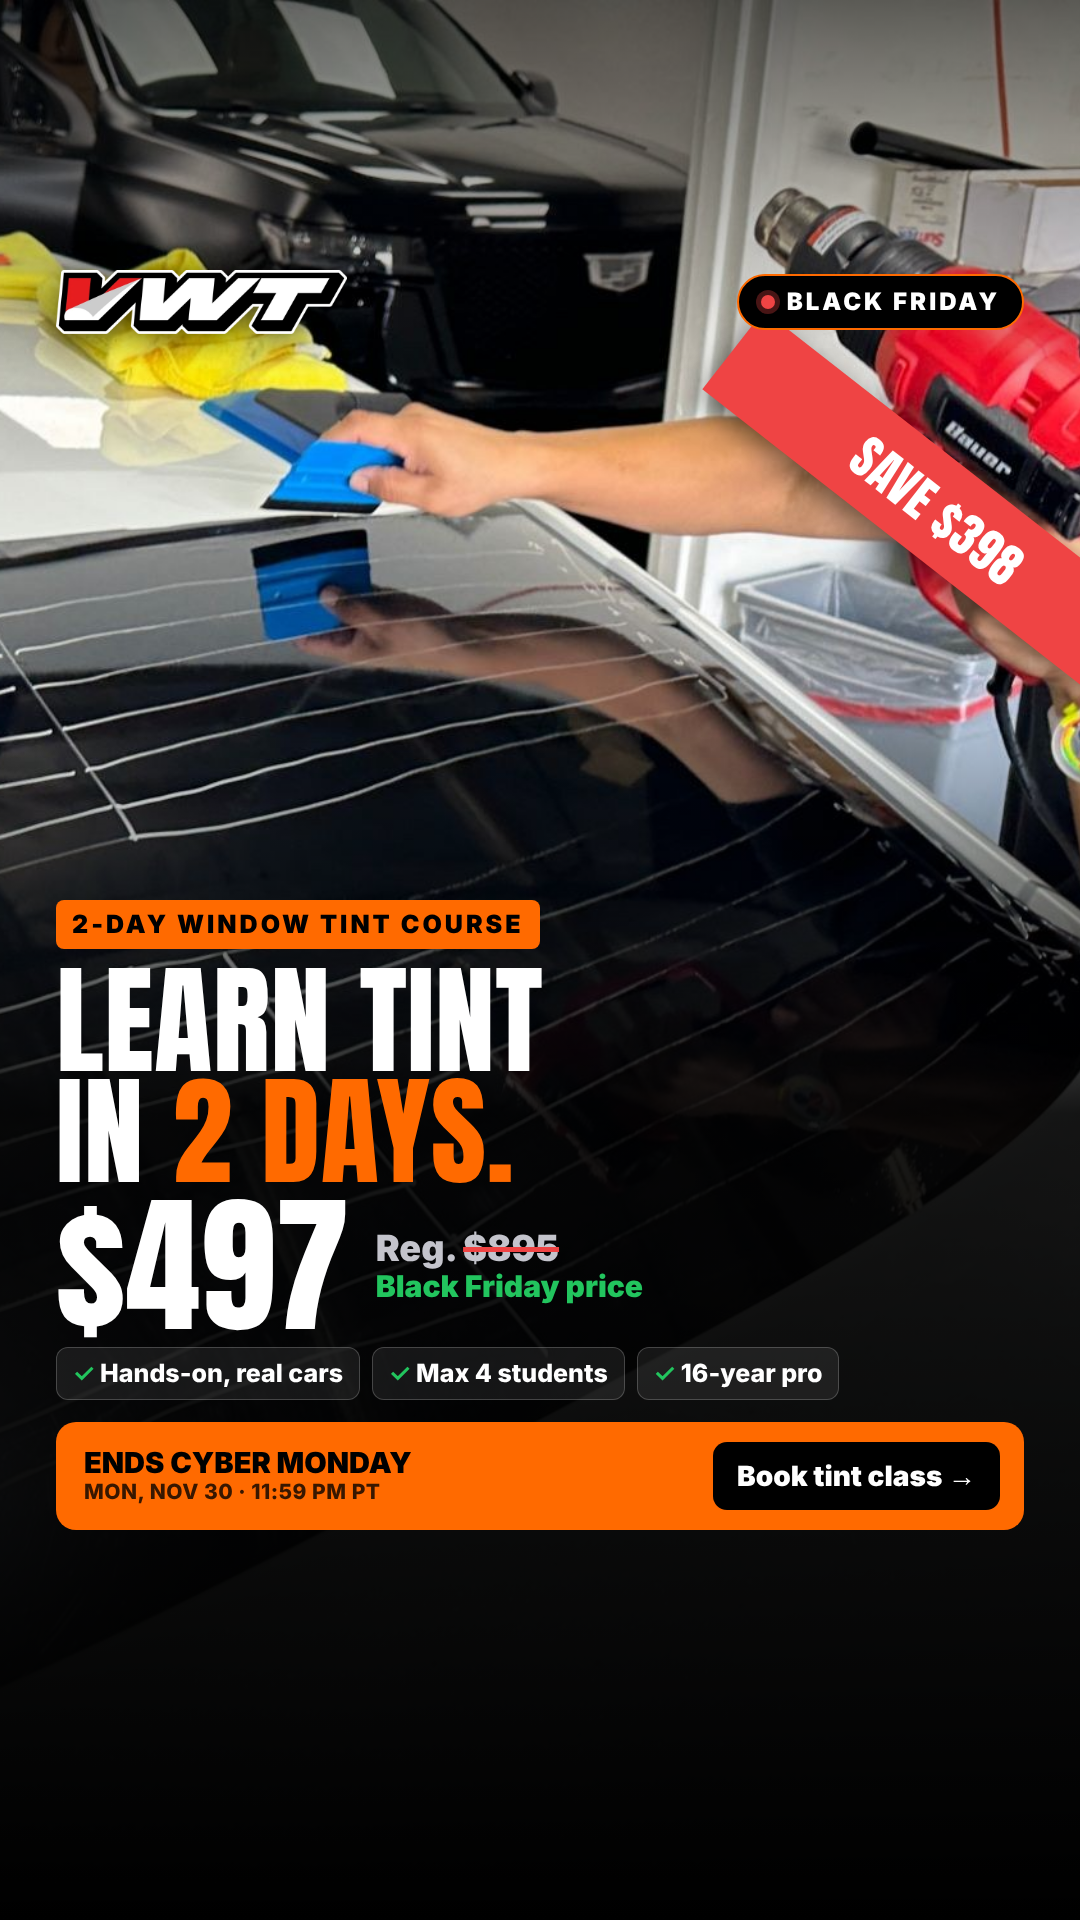 VWT
BLACK FRIDAY
Bauer
SAVE $398
2-DAY WINDOW TINT COURSE
LEARN TINT
IN 2 DAYS.
$497
Reg. $895
Black Friday price
✓ Hands-on, real cars
✓ Max 4 students
✓ 16-year pro
ENDS CYBER MONDAY
MON, NOV 30 · 11:59 PM PT
Book tint class →